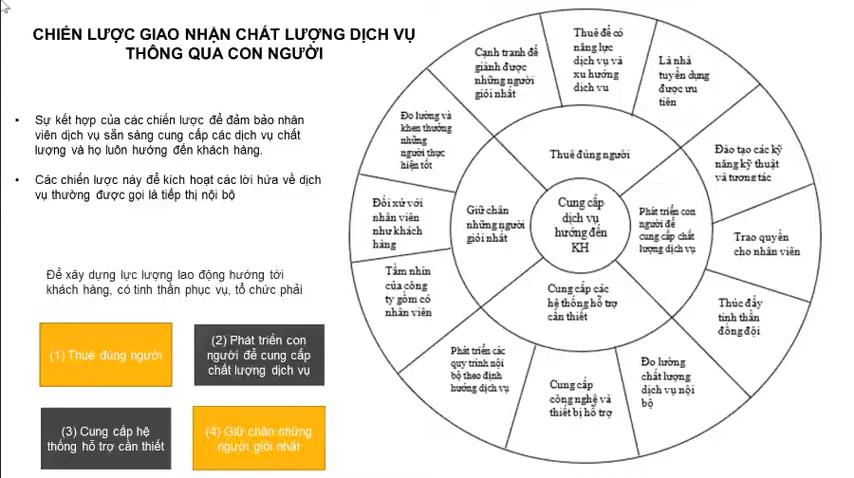 CHIẾN LƯỢC GIAO NHẬN CHẤT LƯỢNG DỊCH VỤ
THÔNG QUA CON NGƯỜI
• Sự kết hợp của các chiến lược để đảm bảo nhân
viên dịch vụ sẵn sàng cung cấp các dịch vụ chất
lượng và họ luôn hướng đến khách hàng.
• Các chiến lược này để kích hoạt các lời hứa về dịch
vụ thường được gọi là tiếp thị nội bộ
Để xây dựng lực lượng lao động hướng tới
khách hàng, có tinh thần phục vụ, tổ chức phải
(1) Thuê đúng người
(2) Phát triển con
người để cung cấp
chất lượng dịch vụ
(3) Cung cấp hệ
thống hỗ trợ cần thiết
(4) Giữ chân những
người giỏi nhất
Cạnh tranh để
giành được
những người
giỏi nhất
Thuê để có
năng lực
dịch vụ và
xu hướng
dịch vụ
Là nhà
tuyển dụng
được ưu
tiên
Đo lường và
khen thưởng
những
người thực
hiện tốt
Thuê đúng người
Đào tạo các kỹ
năng kỹ thuật
và tương tác
Đối xử với
nhân viên
như khách
hàng
Giữ chân
những người
giỏi nhất
Cung cấp
dịch vụ
hướng đến
KH
Phát triển con
người để
cung cấp chất
lượng dịch vụ
Trao quyền
cho nhân viên
Tầm nhìn
của công
ty gồm có
nhân viên
Cung cấp các
hệ thống hỗ trợ
cần thiết
Thúc đẩy
tinh thần
đồng đội
Phát triển các
quy trình nội
bộ theo định
hướng dịch vụ
Cung cấp
công nghệ và
thiết bị hỗ trợ
Đo lường
chất lượng
dịch vụ nội
bộ